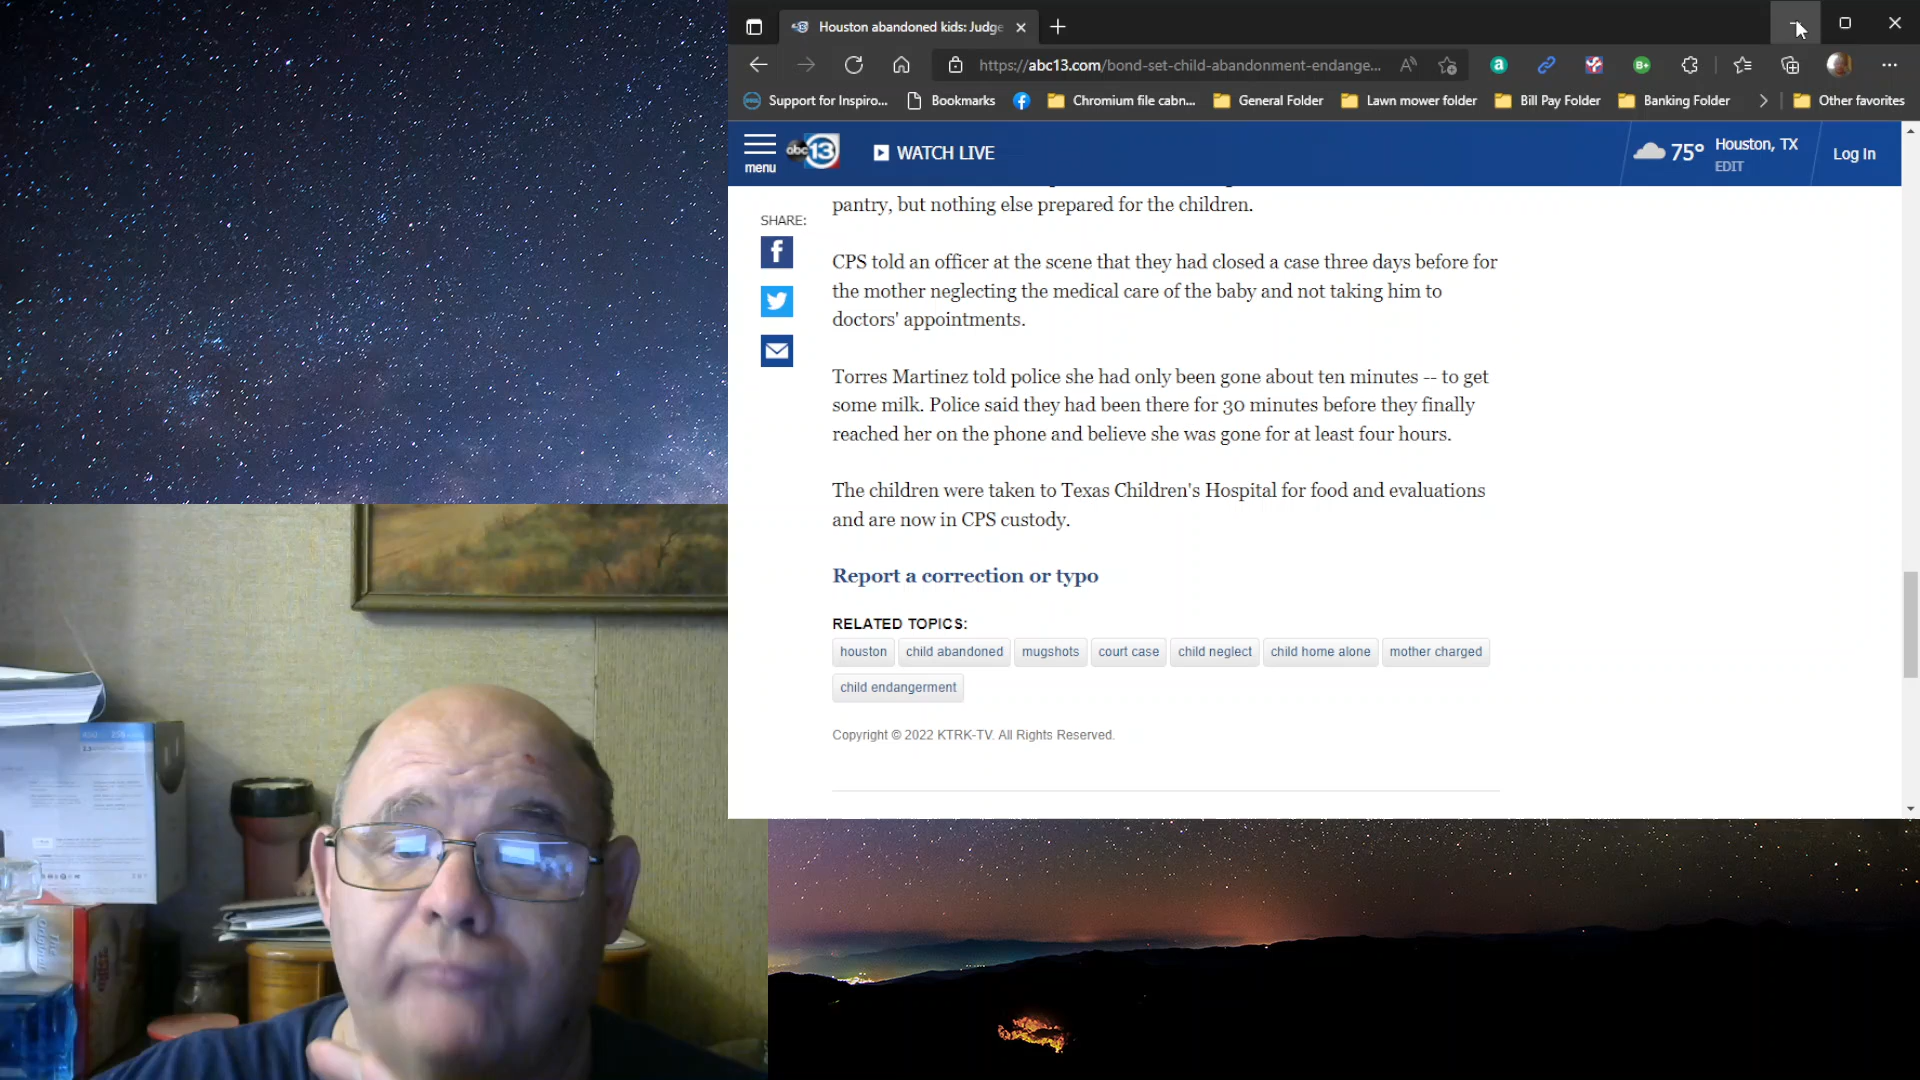 Houston abandoned kids: Judge
https://abc13.com/bond-set-child-abandonment-endange...
Support for Inspiro...
Bookmarks
Chromium file cabn...
General Folder
Lawn mower folder
Bill Pay Folder
Banking Folder
Other favorites
menu
abc 13
WATCH LIVE
75°
Houston, TX
EDIT
Log In
SHARE:
pantry, but nothing else prepared for the children.
CPS told an officer at the scene that they had closed a case three days before for
the mother neglecting the medical care of the baby and not taking him to
doctors' appointments.
Torres Martinez told police she had only been gone about ten minutes -- to get
some milk. Police said they had been there for 30 minutes before they finally
reached her on the phone and believe she was gone for at least four hours.
The children were taken to Texas Children's Hospital for food and evaluations
and are now in CPS custody.
Report a correction or typo
RELATED TOPICS:
houston
child abandoned
mugshots
court case
child neglect
child home alone
mother charged
child endangerment
Copyright © 2022 KTRK-TV. All Rights Reserved.